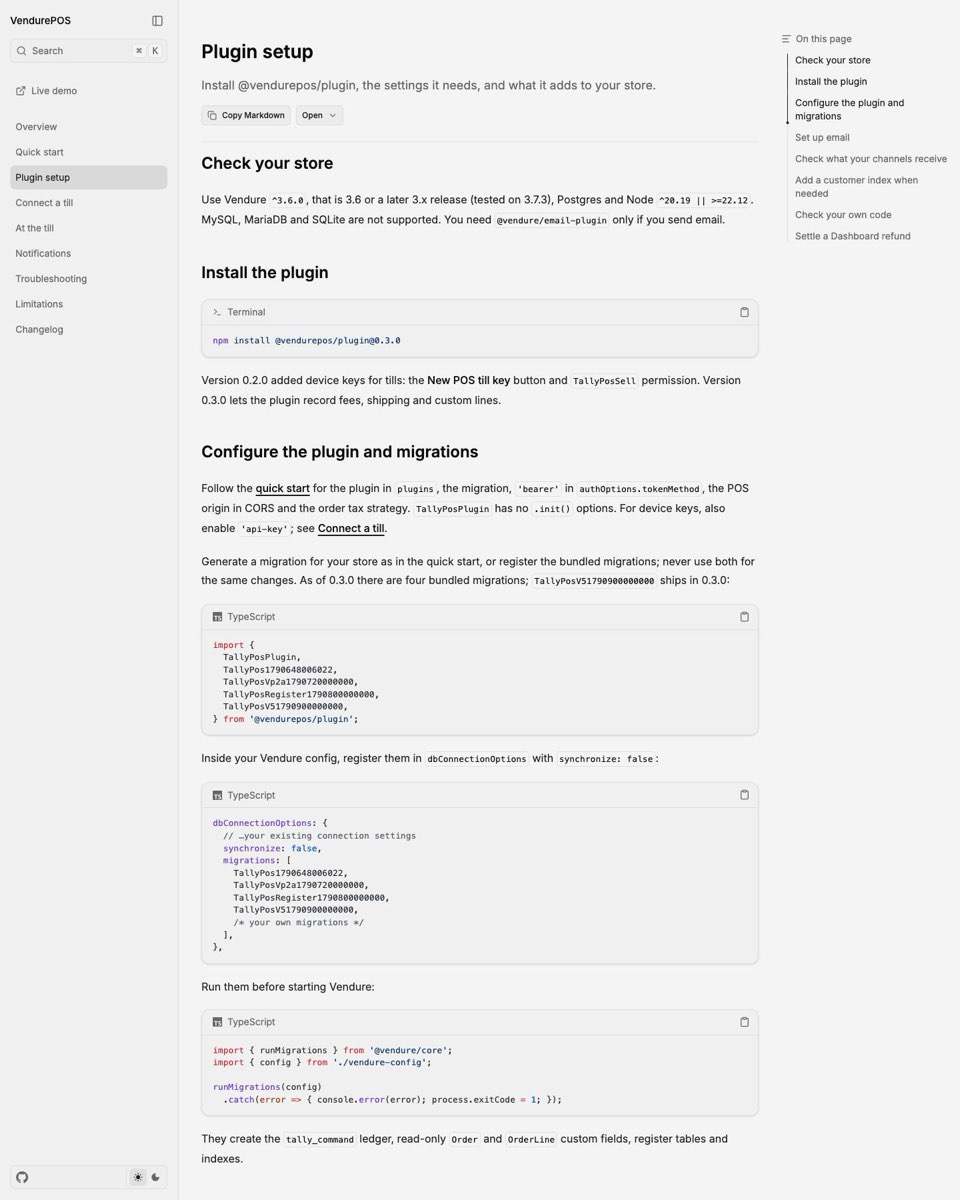 VendurePOS
Search
⌘ K
Live demo
Overview
Quick start
Plugin setup
Connect a till
At the till
Notifications
Troubleshooting
Limitations
Changelog
Plugin setup
Install @vendurepos/plugin, the settings it needs, and what it adds to your store.
Copy Markdown
Open
Check your store
Use Vendure ^3.6.0, that is 3.6 or a later 3.x release (tested on 3.7.3), Postgres and Node ^20.19 || >=22.12.
MySQL, MariaDB and SQLite are not supported. You need @vendure/email-plugin only if you send email.
Install the plugin
Terminal
npm install @vendurepos/plugin@0.3.0
Version 0.2.0 added device keys for tills: the New POS till key button and TallyPosSell permission. Version
0.3.0 lets the plugin record fees, shipping and custom lines.
Configure the plugin and migrations
Follow the quick start for the plugin in plugins, the migration, 'bearer' in authOptions.tokenMethod, the POS
origin in CORS and the order tax strategy. TallyPosPlugin has no .init() options. For device keys, also
enable 'api-key'; see Connect a till.
Generate a migration for your store as in the quick start, or register the bundled migrations; never use both for
the same changes. As of 0.3.0 there are four bundled migrations; TallyPosV51790900000000 ships in 0.3.0:
TypeScript
import {
  TallyPosPlugin,
  TallyPos1790648006022,
  TallyPosVp2a1790720000000,
  TallyPosRegister1790800000000,
  TallyPosV51790900000000,
} from '@vendurepos/plugin';
Inside your Vendure config, register them in dbConnectionOptions with synchronize: false:
TypeScript
dbConnectionOptions: {
  // …your existing connection settings
  synchronize: false,
  migrations: [
    TallyPos1790648006022,
    TallyPosVp2a1790720000000,
    TallyPosRegister1790800000000,
    TallyPosV51790900000000,
    /* your own migrations */
  ],
},
Run them before starting Vendure:
TypeScript
import { runMigrations } from '@vendure/core';
import { config } from './vendure-config';
runMigrations(config)
  .catch(error => { console.error(error); process.exitCode = 1; });
They create the tally_command ledger, read-only Order and OrderLine custom fields, register tables and
indexes.
On this page
Check your store
Install the plugin
Configure the plugin and
migrations
Set up email
Check what your channels receive
Add a customer index when
needed
Check your own code
Settle a Dashboard refund